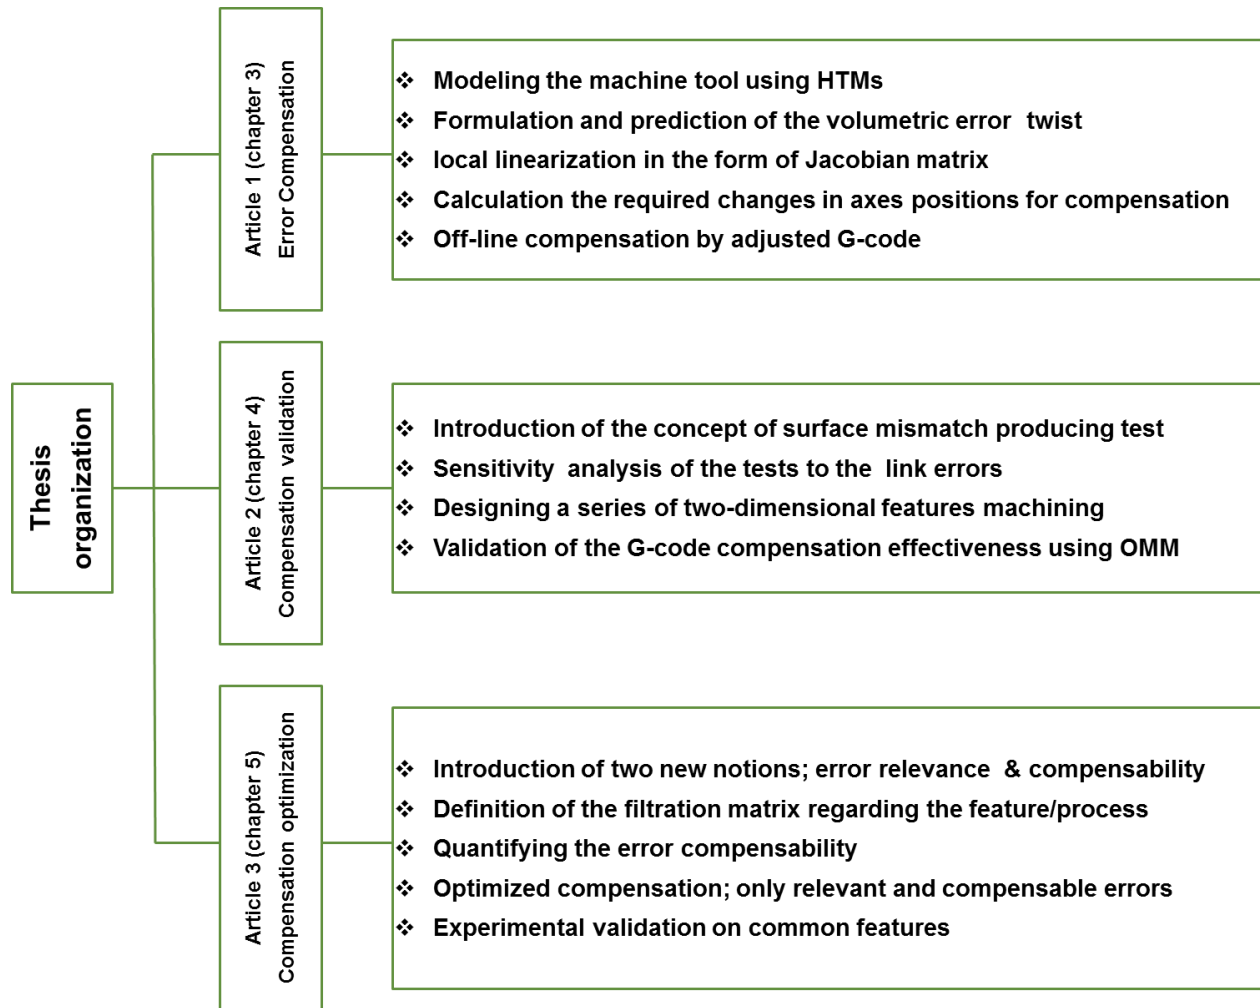 Thesis
organization
Article 1 (chapter 3)
Error Compensation
❖ Modeling the machine tool using HTMs
❖ Formulation and prediction of the volumetric error twist
❖ local linearization in the form of Jacobian matrix
❖ Calculation the required changes in axes positions for compensation
❖ Off-line compensation by adjusted G-code
Article 2 (chapter 4)
Compensation validation
❖ Introduction of the concept of surface mismatch producing test
❖ Sensitivity analysis of the tests to the link errors
❖ Designing a series of two-dimensional features machining
❖ Validation of the G-code compensation effectiveness using OMM
Article 3 (chapter 5)
Compensation optimization
❖ Introduction of two new notions; error relevance & compensability
❖ Definition of the filtration matrix regarding the feature/process
❖ Quantifying the error compensability
❖ Optimized compensation; only relevant and compensable errors
❖ Experimental validation on common features